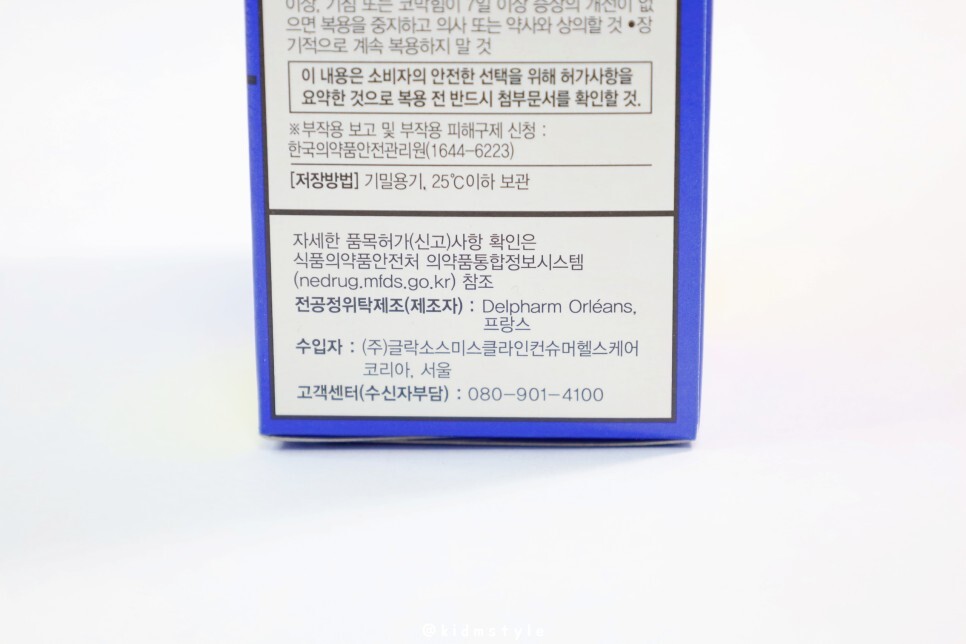 이상, 기침 또는 코막힘이 7일 이상 증상의 개선이 없
으면 복용을 중지하고 의사 또는 약사와 상의할 것 •장
기적으로 계속 복용하지 말 것
이 내용은 소비자의 안전한 선택을 위해 허가사항을
요약한 것으로 복용 전 반드시 첨부문서를 확인할 것.
※부작용 보고 및 부작용 피해구제 신청 :
한국의약품안전관리원(1644-6223)
[저장방법] 기밀용기, 25℃이하 보관
자세한 품목허가(신고)사항 확인은
식품의약품안전처 의약품통합정보시스템
(nedrug.mfds.go.kr) 참조
전공정위탁제조(제조자) : Delpharm Orléans,
프랑스
수입자 : (주)글락소스미스클라인컨슈머헬스케어
코리아, 서울
고객센터(수신자부담) : 080-901-4100
@kidmstyle